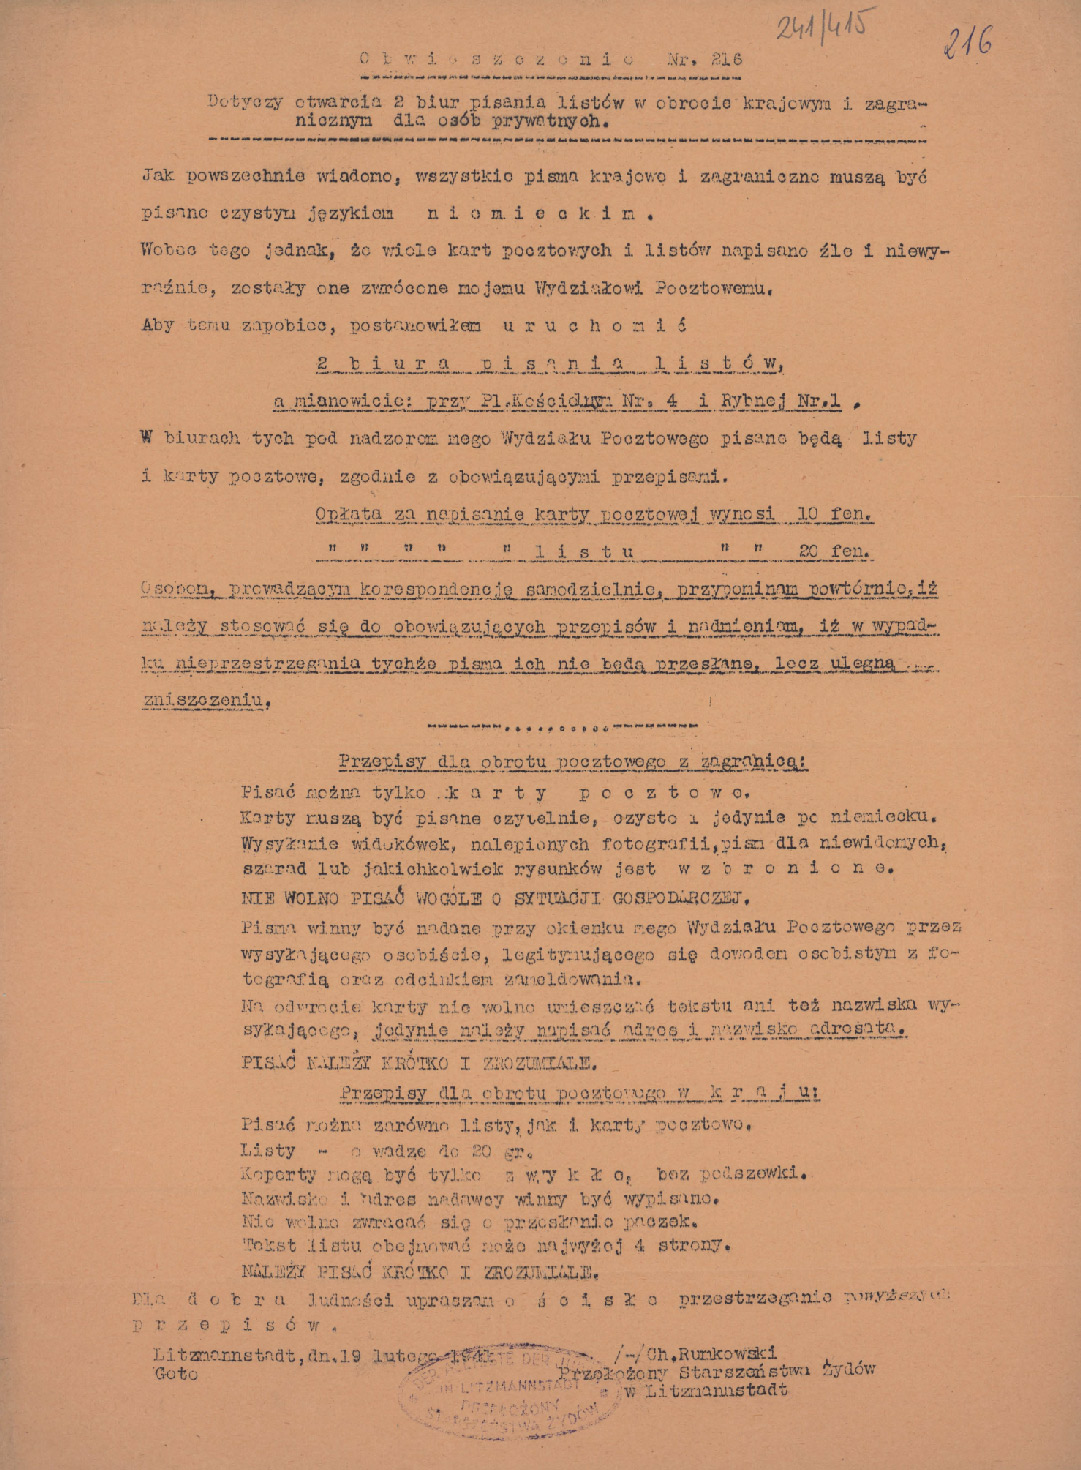 241/415
216
O b w i e s z c z e n i e Nr. 216
Dotyczy otwarcia 2 biur pisania listów w obrocie krajowym i zagra-
nicznym dla osób prywatnych.
Jak powszechnie wiadomo, wszystkie pisma krajowe i zagraniczne muszą być
pisane czystym językiem n i e m i e c k i m .
Wobec tego jednak, że wiele kart pocztowych i listów napisano źle i niewy-
raźnie, zostały one zwrócone mojemu Wydziałowi Pocztowemu.
Aby temu zapobiec, postanowiłem u r u c h o m i ć
2 b i u r a p i s a n i a l i s t ó w,
a mianowicie: przy Pl.Kościelnym Nr. 4 i Rybnej Nr.1 .
W biurach tych pod nadzorem mego Wydziału Pocztowego pisane będą listy
i karty pocztowe, zgodnie z obowiązującymi przepisami.
Opłata za napisanie karty pocztowej wynosi 10 fen.
" " " " " l i s t u " " 20 fen.
Osobom, prowadzącym korespondencję samodzielnie, przypominam powtórnie, iż
należy stosować się do obowiązujących przepisów i nadmieniam, iż w wypad-
ku nieprzestrzegania tychże pisma ich nie będą przesłane, lecz ulegną
zniszczeniu.
Przepisy dla obrotu pocztowego z zagranicą:
Pisać można tylko k a r t y p o c z t o w e.
Karty muszą być pisane czytelnie, czysto i jedynie po niemiecku.
Wysyłanie widokówek, nalepionych fotografii, pism dla niewidomych,
szarad lub jakichkolwiek rysunków jest w z b r o n i o n e.
NIE WOLNO PISAĆ WOGÓLE O SYTUACJI GOSPODARCZEJ.
Pisma winny być nadane przy okienku mego Wydziału Pocztowego przez
wysyłającego osobiście, legitymującego się dowodem osobistym z fo-
tografią oraz odcinkiem zameldowania.
Na odwrocie karty nie wolno umieszczać tekstu ani też nazwiska wy-
syłającego, jedynie należy napisać adres i nazwisko adresata.
PISAĆ NALEŻY KRÓTKO I ZROZUMIALE.
Przepisy dla obrotu pocztowego w k r a j u:
Pisać można zarówno listy, jak i karty pocztowe.
Listy - o wadze do 20 gr.
Koperty mogą być tylko z w y k ł e, bez podszewki.
Nazwisko i adres nadawcy winny być wypisane.
Nie wolno zwracać się o przesłanie paczek.
Tekst listu obejmować może najwyżej 4 strony.
NALEŻY PISAĆ KRÓTKO I ZROZUMIALE.
Dla d o b r a ludności upraszam o ś c i s ł e przestrzeganie powyższych
p r z e p i s ó w .
Litzmannstadt, dn. 19 lutego /-/Ch.Rumkowski
Geto Przełożony Starszeństwa Żydów
w Litzmannstadt
DER ÄLTESTE DER
IN LITZMANNSTADT
PRZEŁOŻONY
STARSZEŃSTWA ŻYDÓW